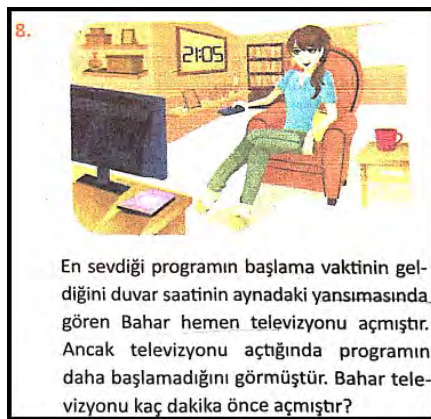 8.
21:05
En sevdiği programın başlama vaktinin gel-
diğini duvar saatinin aynadaki yansımasında
gören Bahar hemen televizyonu açmıştır.
Ancak televizyonu açtığında programın
daha başlamadığını görmüştür. Bahar tele-
vizyonu kaç dakika önce açmıştır?